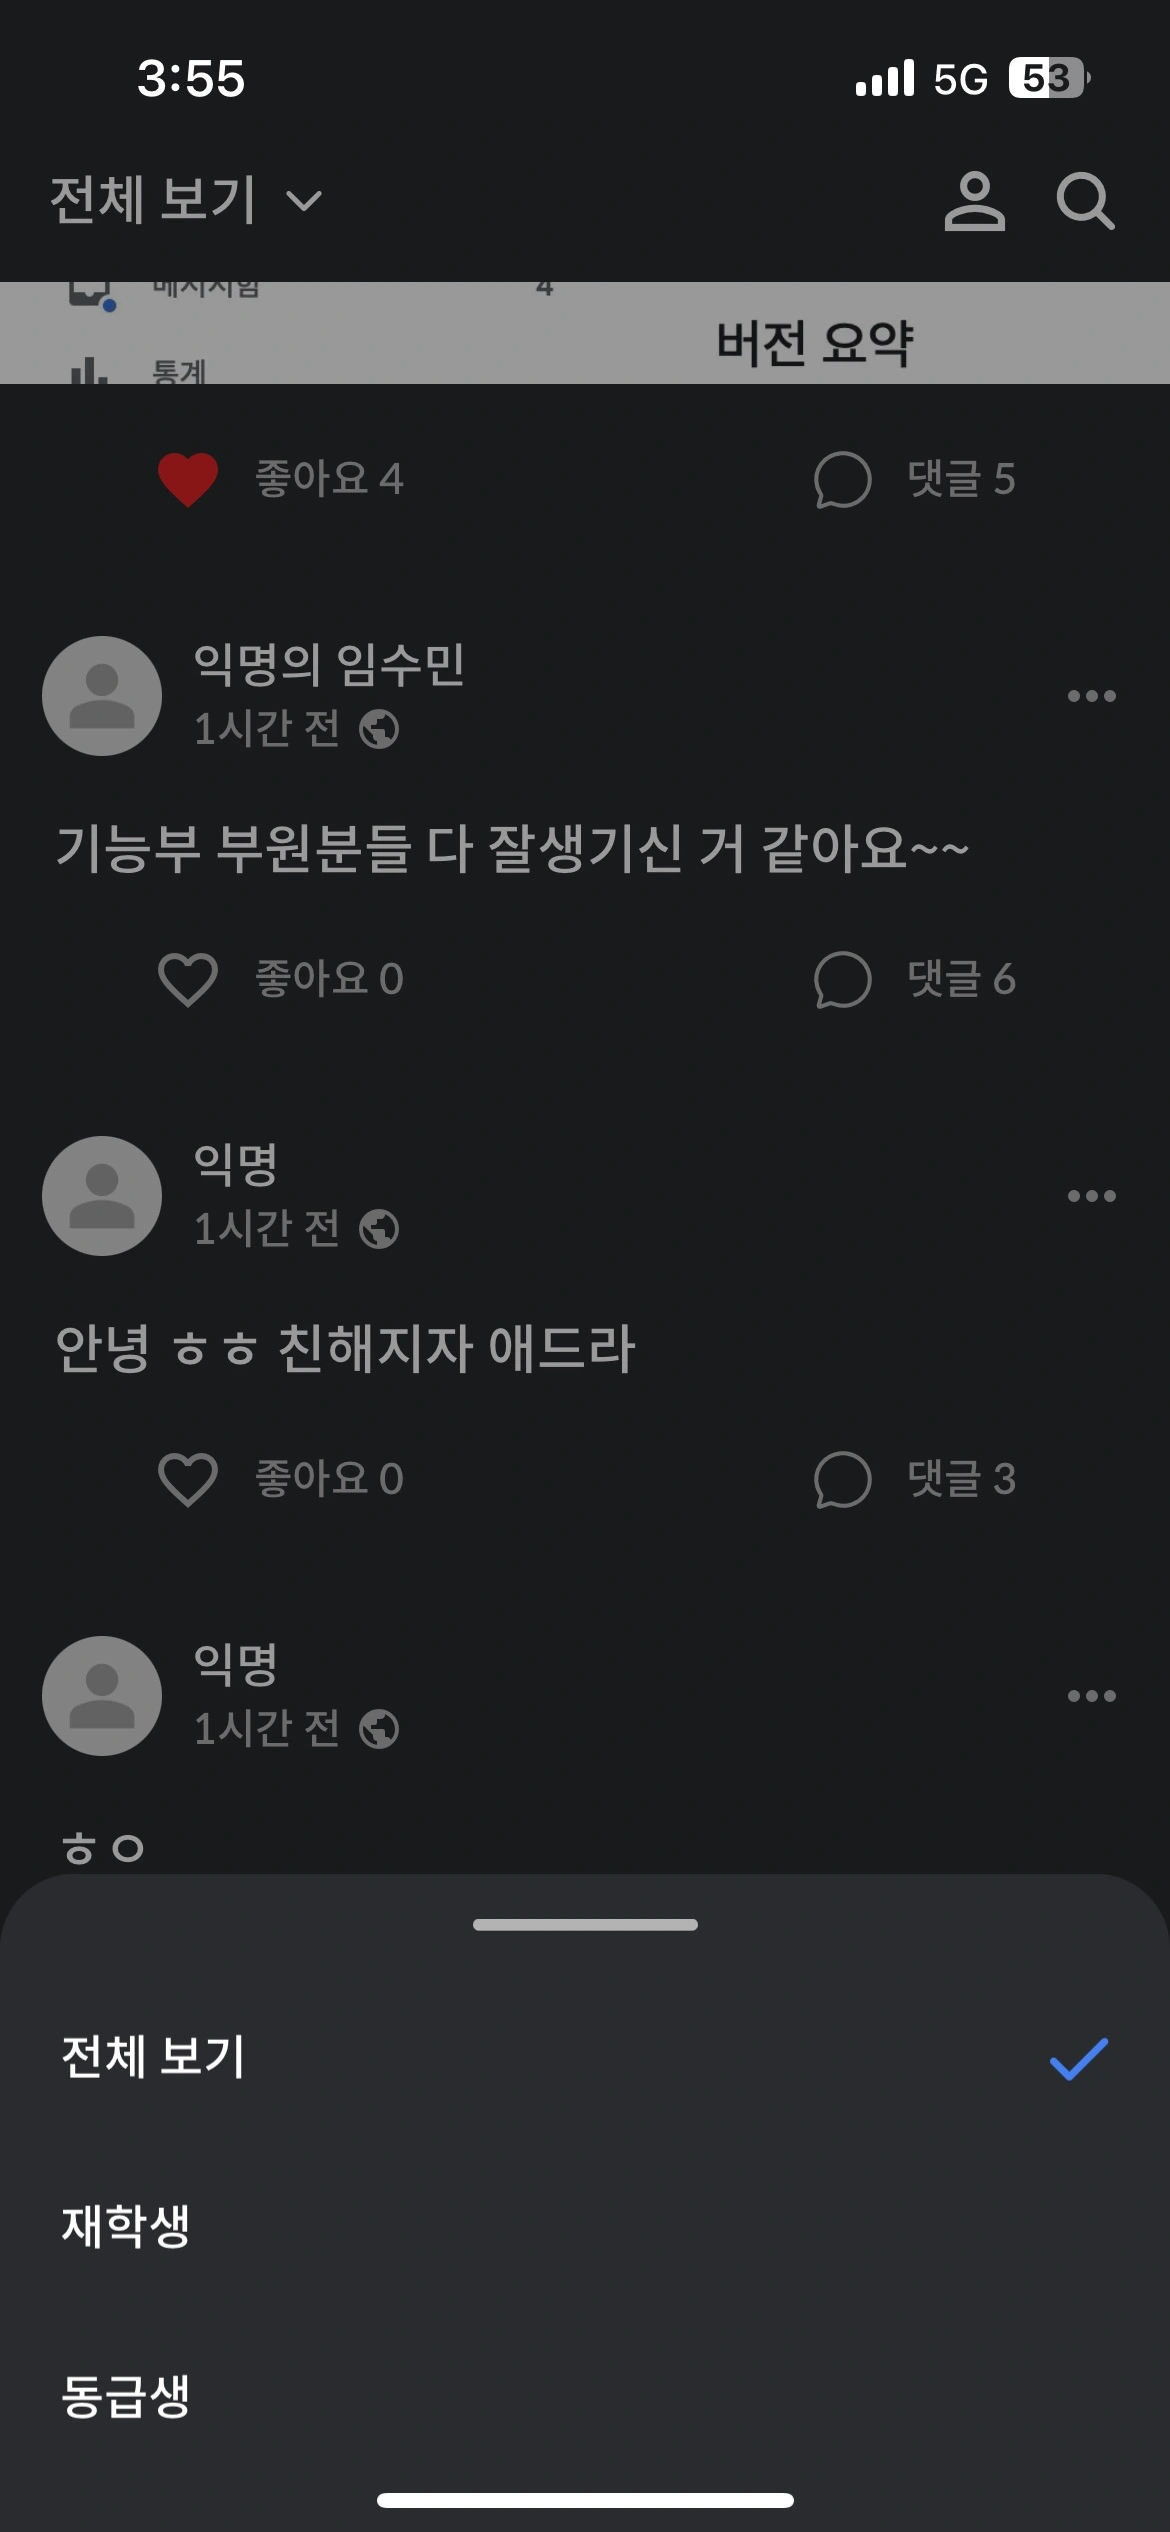 3:55 5G 53
전체 보기
메시지함 4
버전 요약
통계
좋아요 4 댓글 5
익명의 임수민
1시간 전
기능부 부원분들 다 잘생기신 거 같아요~~
좋아요 0 댓글 6
익명
1시간 전
안녕 ㅎㅎ 친해지자 애드라
좋아요 0 댓글 3
익명
1시간 전
ㅎㅇ
전체 보기
재학생
동급생